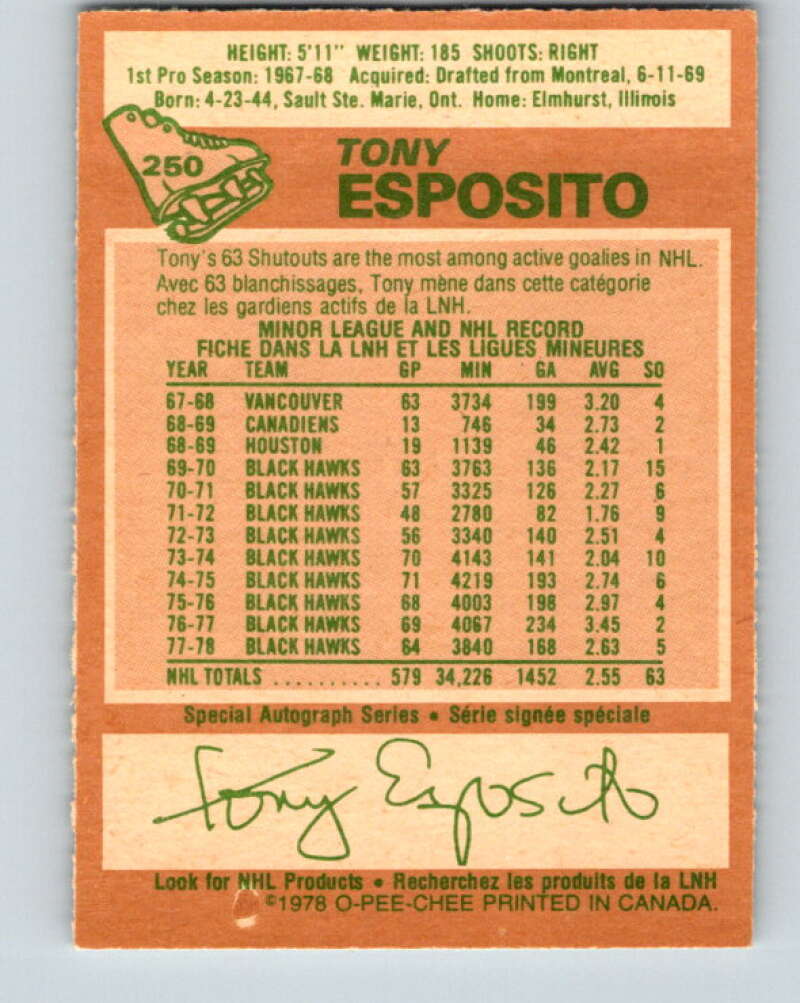 HEIGHT: 5'11" WEIGHT: 185 SHOOTS: RIGHT
1st Pro Season: 1967-68 Acquired: Drafted from Montreal, 6-11-69
Born: 4-23-44, Sault Ste. Marie, Ont. Home: Elmhurst, Illinois
250
TONY
ESPOSITO
Tony's 63 Shutouts are the most among active goalies in NHL.
Avec 63 blanchissages, Tony mène dans cette catégorie
chez les gardiens actifs de la LNH.
MINOR LEAGUE AND NHL RECORD
FICHE DANS LA LNH ET LES LIGUES MINEURES
YEAR TEAM GP MIN GA AVG SO
67-68 VANCOUVER 63 3734 199 3.20 4
68-69 CANADIENS 13 746 34 2.73 2
68-69 HOUSTON 19 1139 46 2.42 1
69-70 BLACK HAWKS 63 3763 136 2.17 15
70-71 BLACK HAWKS 57 3325 126 2.27 6
71-72 BLACK HAWKS 48 2780 82 1.76 9
72-73 BLACK HAWKS 56 3340 140 2.51 4
73-74 BLACK HAWKS 70 4143 141 2.04 10
74-75 BLACK HAWKS 71 4219 193 2.74 6
75-76 BLACK HAWKS 68 4003 198 2.97 4
76-77 BLACK HAWKS 69 4067 234 3.45 2
77-78 BLACK HAWKS 64 3840 168 2.63 5
NHL TOTALS .......... 579 34,226 1452 2.55 63
Special Autograph Series • Série signée spéciale
Tony Esposito
Look for NHL Products • Recherchez les produits de la LNH
©1978 O-PEE-CHEE PRINTED IN CANADA.